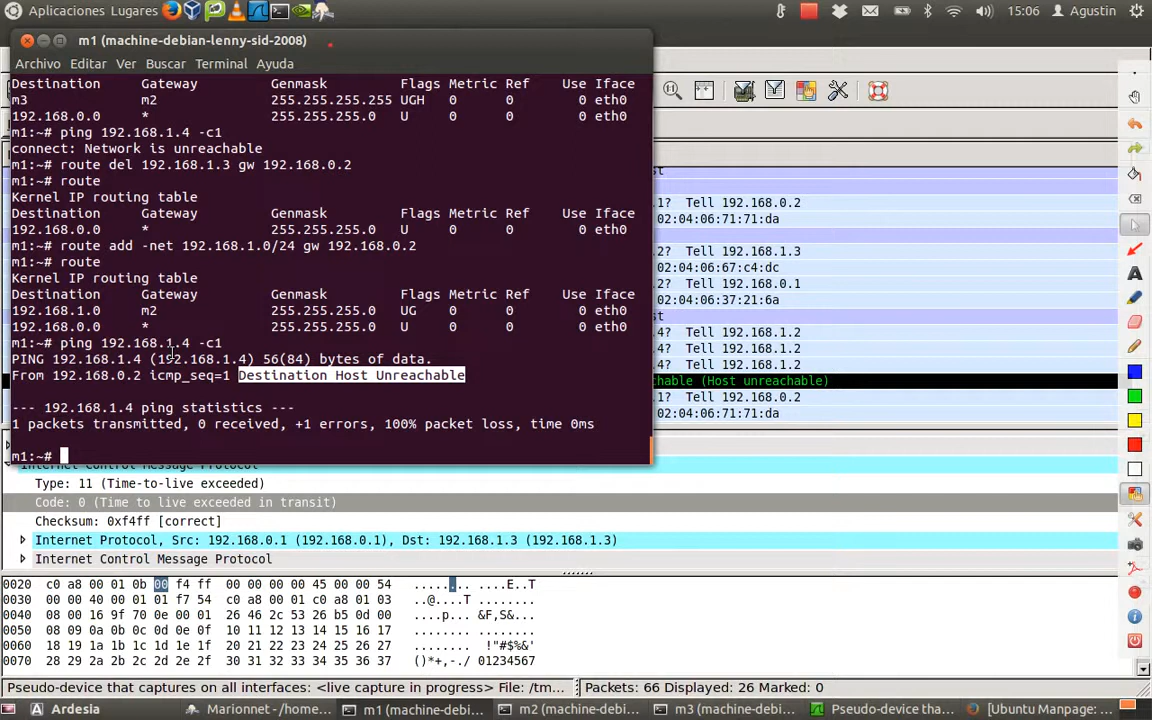 Aplicaciones Lugares
15:06 Agustin
m1 (machine-debian-lenny-sid-2008)
Archivo Editar Ver Buscar Terminal Ayuda
Destination Gateway Genmask Flags Metric Ref Use Iface
m3 m2 255.255.255.255 UGH 0 0 0 eth0
192.168.0.0 * 255.255.255.0 U 0 0 0 eth0
m1:~# ping 192.168.1.4 -c1
connect: Network is unreachable
m1:~# route del 192.168.1.3 gw 192.168.0.2
m1:~# route
Kernel IP routing table
Destination Gateway Genmask Flags Metric Ref Use Iface
192.168.0.0 * 255.255.255.0 U 0 0 0 eth0
m1:~# route add -net 192.168.1.0/24 gw 192.168.0.2
m1:~# route
Kernel IP routing table
Destination Gateway Genmask Flags Metric Ref Use Iface
192.168.1.0 m2 255.255.255.0 UG 0 0 0 eth0
192.168.0.0 * 255.255.255.0 U 0 0 0 eth0
m1:~# ping 192.168.1.4 -c1
PING 192.168.1.4 (192.168.1.4) 56(84) bytes of data.
From 192.168.0.2 icmp_seq=1 Destination Host Unreachable
--- 192.168.1.4 ping statistics ---
1 packets transmitted, 0 received, +1 errors, 100% packet loss, time 0ms
m1:~#
st
.1? Tell 192.168.0.2
02:04:06:71:71:da
.2? Tell 192.168.1.3
02:04:06:67:c4:dc
.2? Tell 192.168.0.1
02:04:06:37:21:6a
st
.4? Tell 192.168.1.2
.4? Tell 192.168.1.2
.4? Tell 192.168.1.2
chable (Host unreachable)
.1? Tell 192.168.0.2
02:04:06:71:71:da
Internet Control Message Protocol
Type: 11 (Time-to-live exceeded)
Code: 0 (Time to live exceeded in transit)
Checksum: 0xf4ff [correct]
Internet Protocol, Src: 192.168.0.1 (192.168.0.1), Dst: 192.168.1.3 (192.168.1.3)
Internet Control Message Protocol
0020 c0 a8 00 01 0b 00 f4 ff 00 00 00 00 45 00 00 54 ........ ....E..T
0030 00 00 40 00 01 01 f7 54 c0 a8 00 01 c0 a8 01 03 ..@....T ........
0040 08 00 16 9f 70 0e 00 01 26 46 2c 53 26 b5 0d 00 ....p... &F,S&...
0050 08 09 0a 0b 0c 0d 0e 0f 10 11 12 13 14 15 16 17 ........ ........
0060 18 19 1a 1b 1c 1d 1e 1f 20 21 22 23 24 25 26 27 ........ !"#$%&'
0070 28 29 2a 2b 2c 2d 2e 2f 30 31 32 33 34 35 36 37 ()*+,-./ 01234567
Pseudo-device that captures on all interfaces: <live capture in progress> File: /tm... Packets: 66 Displayed: 26 Marked: 0
Ardesia Marionnet - /home... m1 (machine-debi... m2 (machine-debi... m3 (machine-debi... Pseudo-device tha... [Ubuntu Manpage: ...